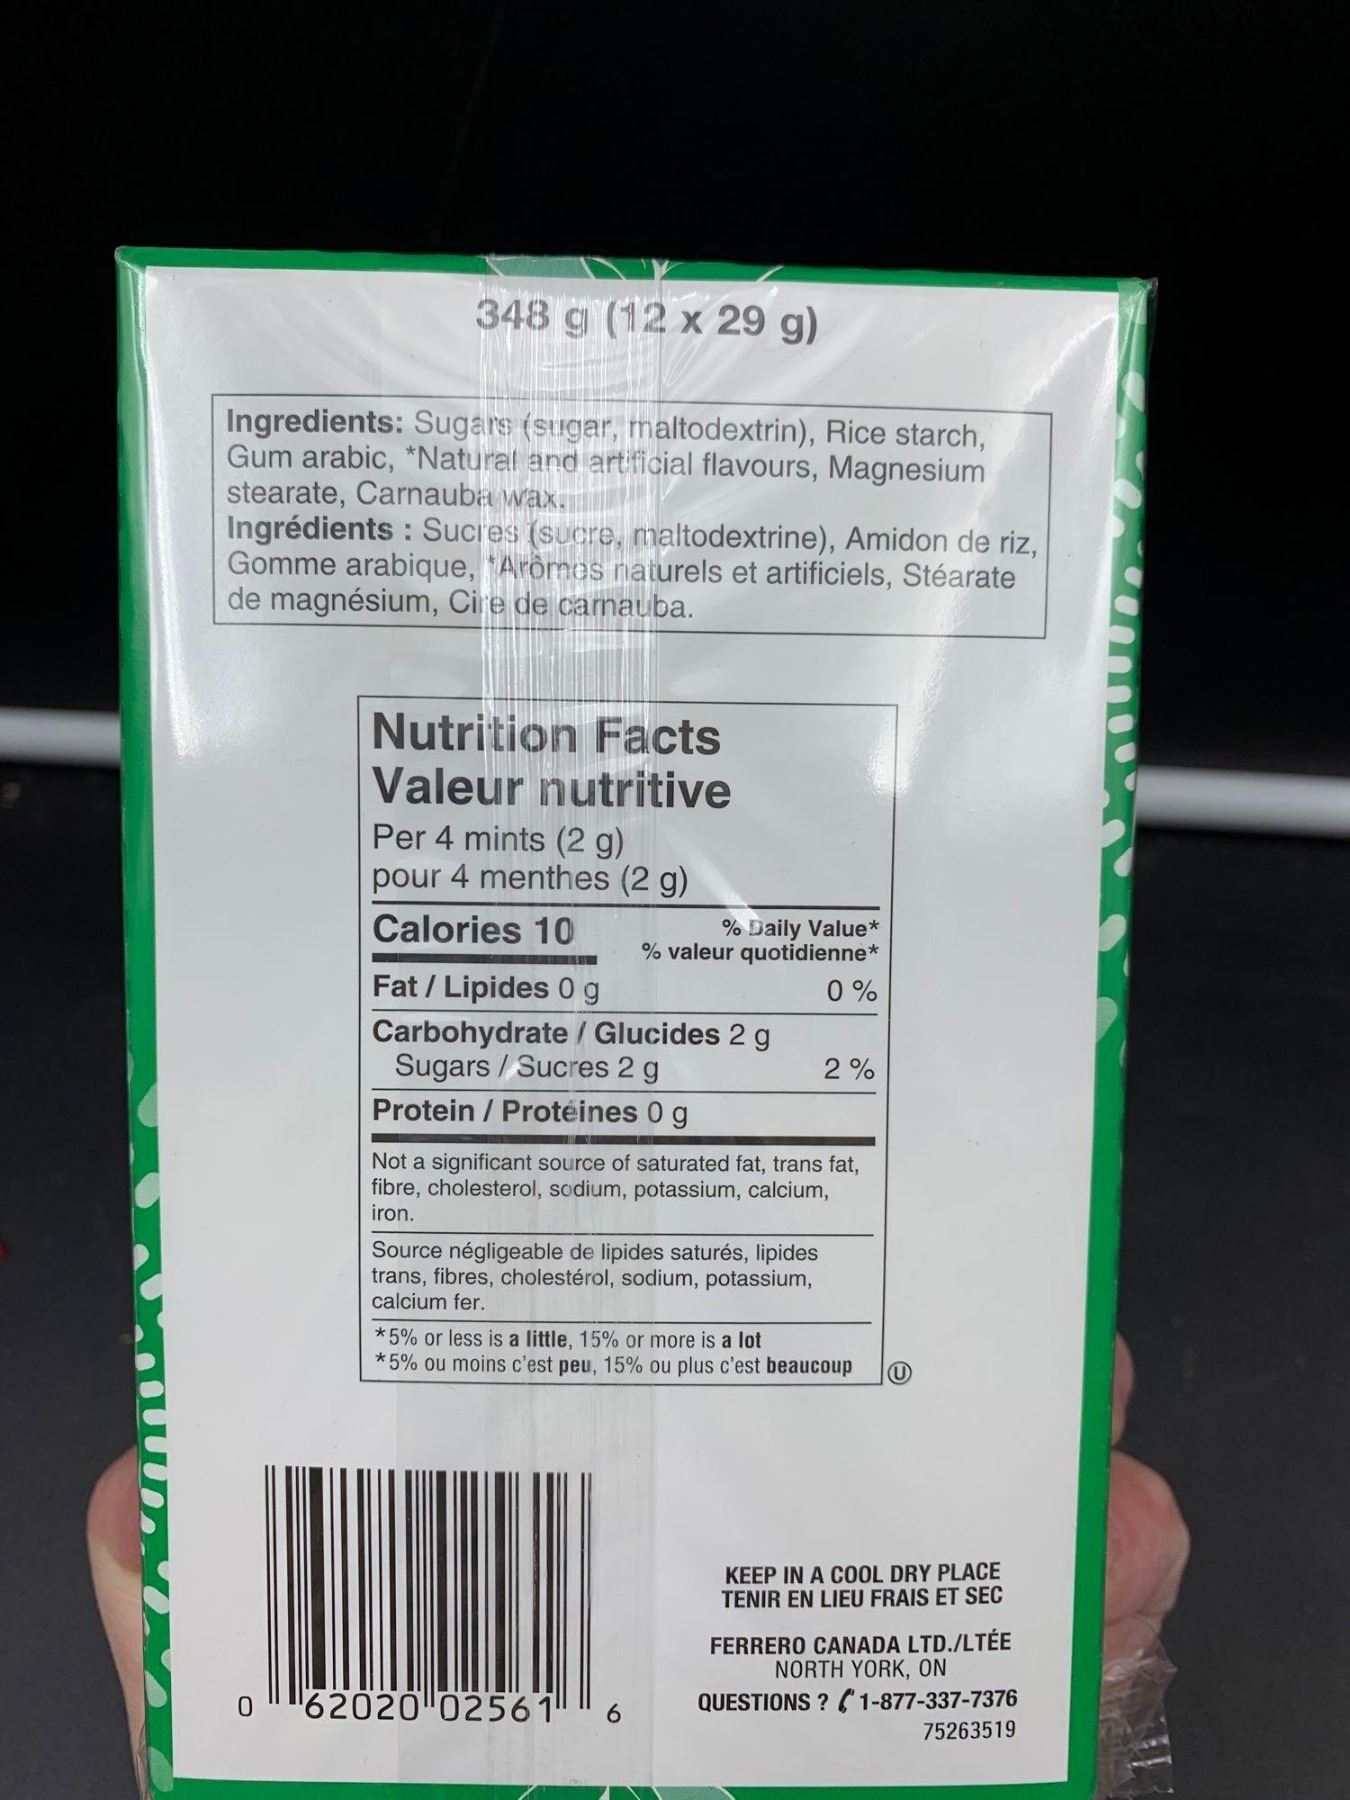 348 g (12 x 29 g)
Ingredients: Sugars (sugar, maltodextrin), Rice starch,
Gum arabic, *Natural and artificial flavours, Magnesium
stearate, Carnauba wax.
Ingrédients : Sucres (sucre, maltodextrine), Amidon de riz,
Gomme arabique, *Arômes naturels et artificiels, Stéarate
de magnésium, Cire de carnauba.
Nutrition Facts
Valeur nutritive
Per 4 mints (2 g)
pour 4 menthes (2 g)
Calories 10 % Daily Value*
% valeur quotidienne*
Fat / Lipides 0 g 0 %
Carbohydrate / Glucides 2 g
Sugars / Sucres 2 g 2 %
Protein / Protéines 0 g
Not a significant source of saturated fat, trans fat,
fibre, cholesterol, sodium, potassium, calcium,
iron.
Source négligeable de lipides saturés, lipides
trans, fibres, cholestérol, sodium, potassium,
calcium fer.
*5% or less is a little, 15% or more is a lot
*5% ou moins c'est peu, 15% ou plus c'est beaucoup
U
KEEP IN A COOL DRY PLACE
TENIR EN LIEU FRAIS ET SEC
FERRERO CANADA LTD./LTÉE
NORTH YORK, ON
QUESTIONS ? 1-877-337-7376
75263519
0 62020 02561 6